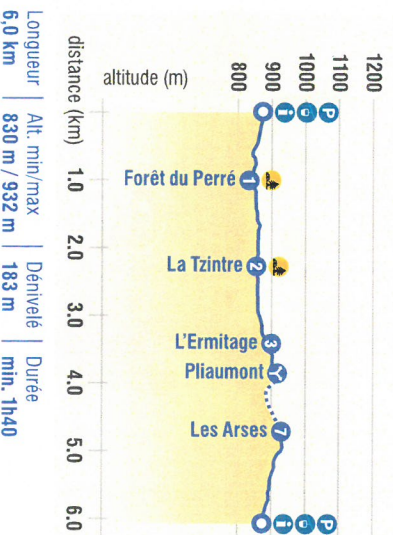 1200
1100
1000
900
800
altitude (m)
P
i
P
i
Forêt du Perré 1
La Tzintre 2
L'Ermitage 3
Pliaumont
Les Arses 7
distance (km) 1.0 2.0 3.0 4.0 5.0 6.0
Longueur | Alt. min/max | Dénivelé | Durée
6,0 km | 830 m / 932 m | 183 m | min. 1h40